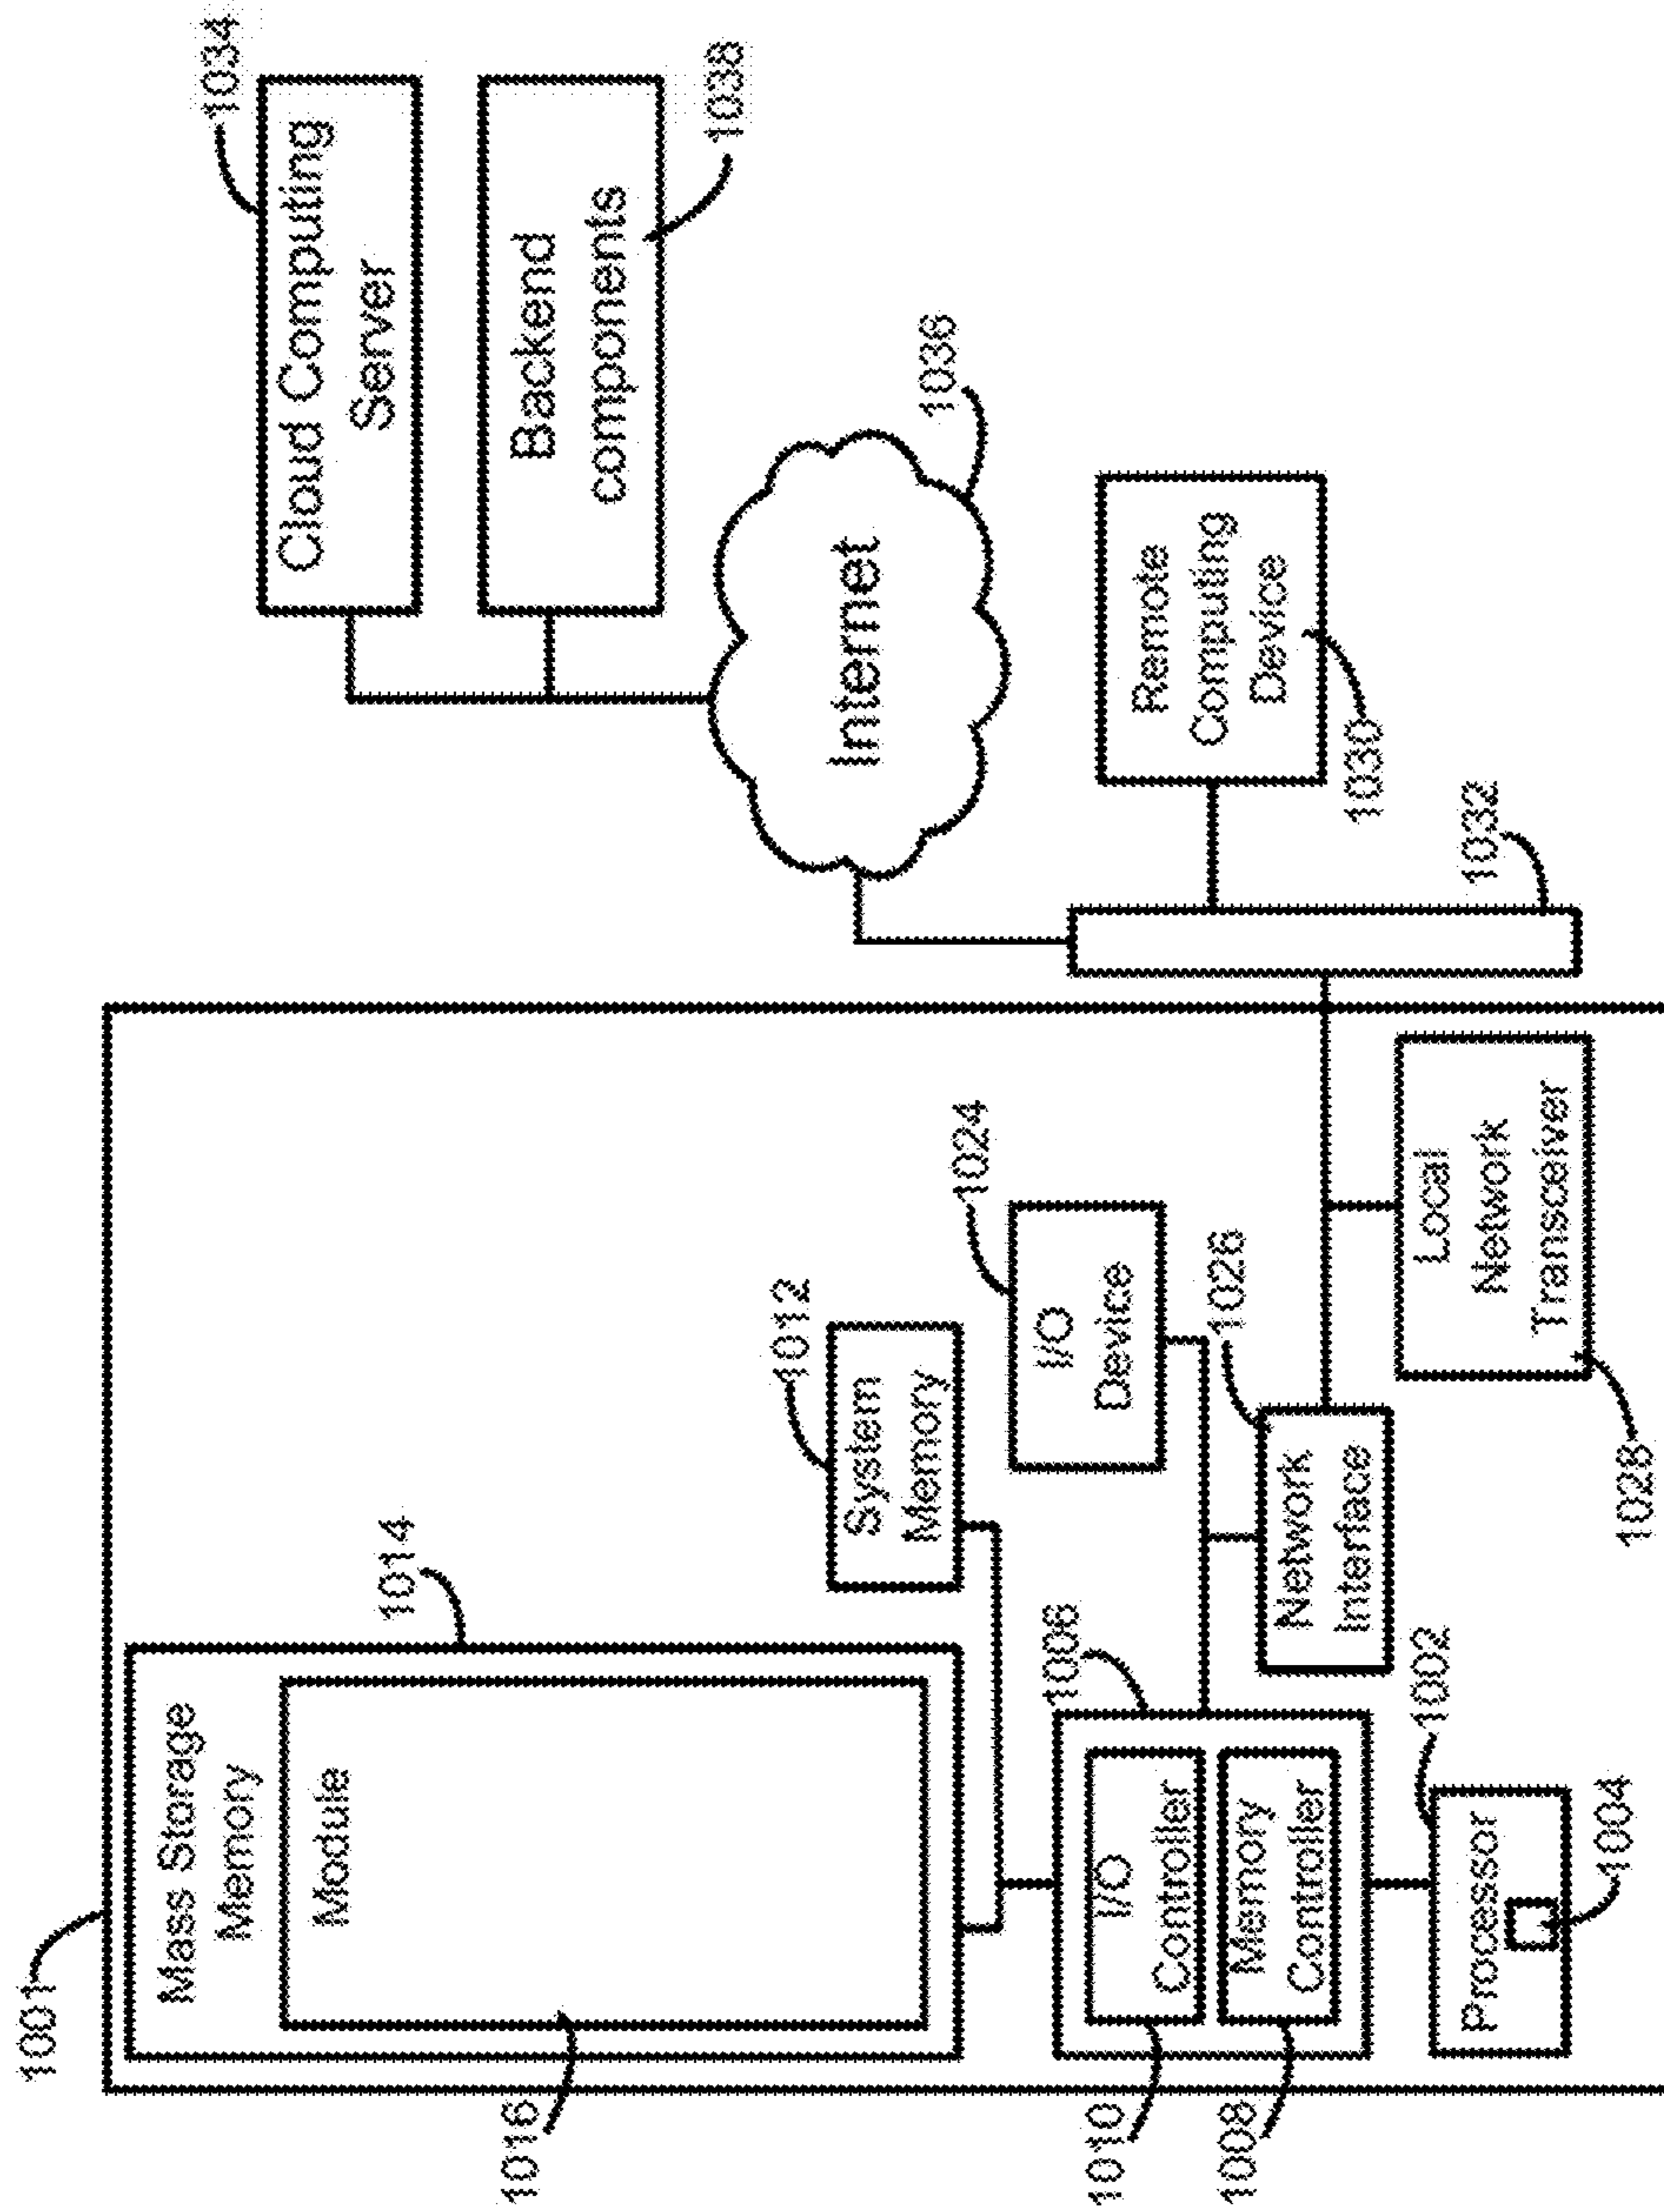 1001
Mass Storage
Memory
Module
1016
1014
System
Memory
1012
I/O
Device
1024
1006
I/O
Controller
1010
Memory
Controller
1008
Processor
1002
1004
Network
Interface
1026
Local
Network
Transceiver
1028
1032
Remote
Computing
Device
1030
Internet
1036
Cloud Computing
Server
1034
Backend
components
1038